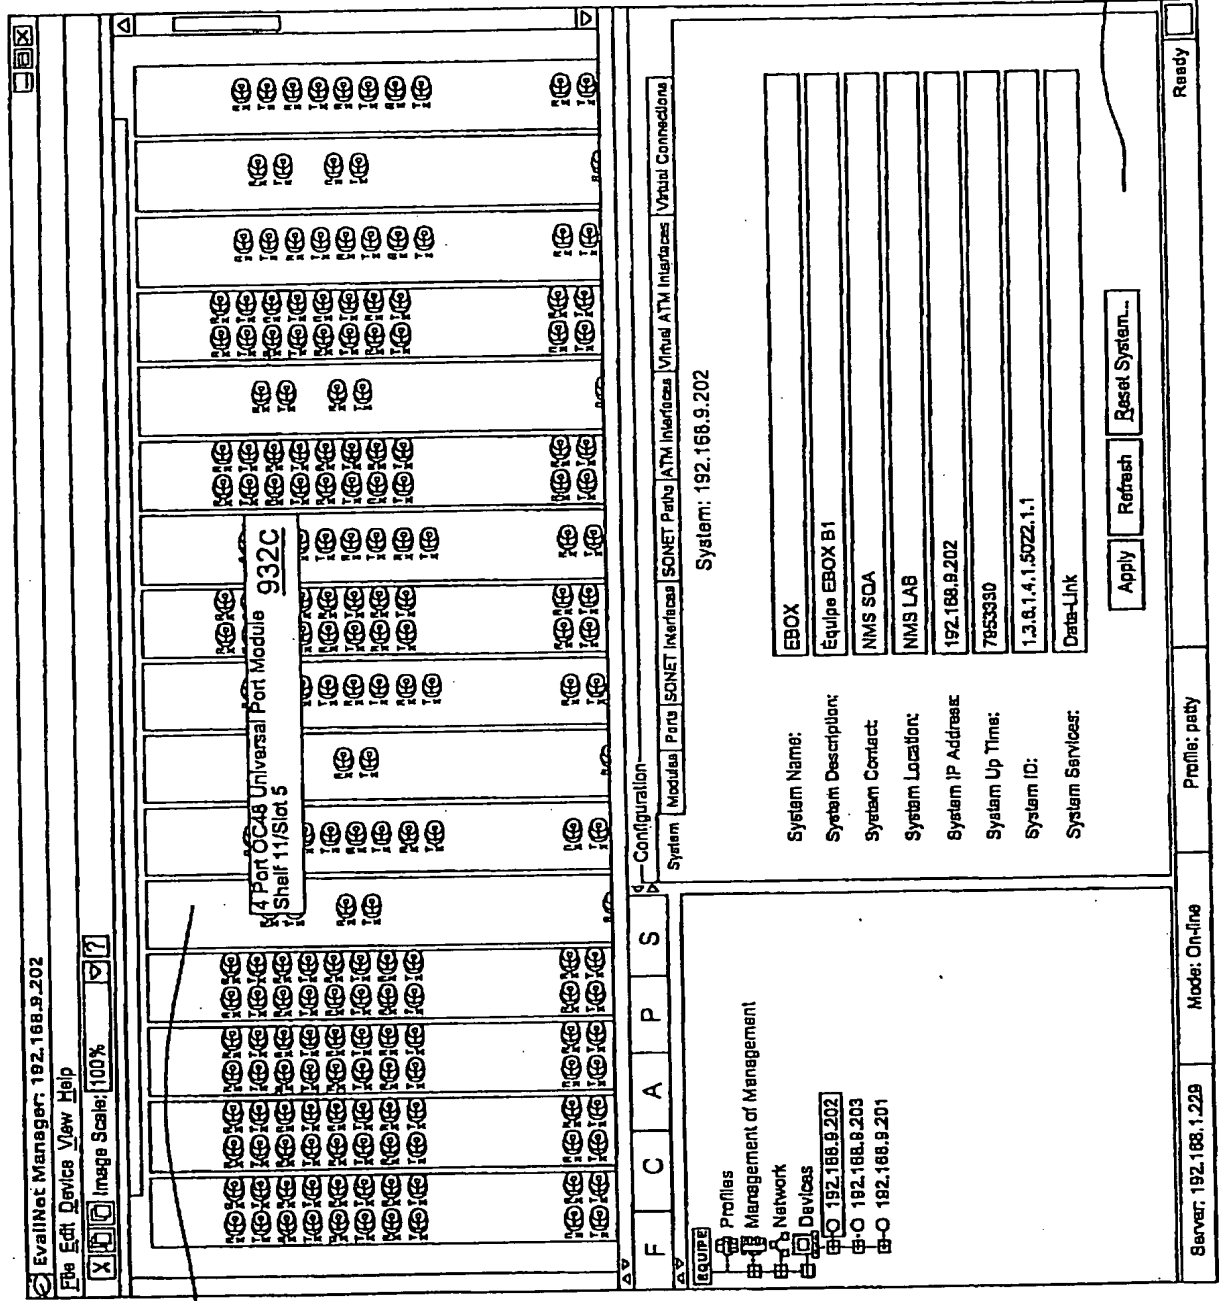 EvallNet Manager: 192.168.9.202
File Edit Device View Help
Image Scale: 100%
4 Port OC48 Universal Port Module
Shelf 11/Slot 5
932C
F C A P S
EQUIPE
Profiles
Management of Management
Network
Devices
192.168.9.202
192.168.9.203
192.168.9.201
Configuration
System Modules Ports SONET Interfaces SONET Paths ATM Interfaces Virtual ATM Interfaces Virtual Connections
System: 192.168.9.202
System Name: EBOX
System Description: Équipe EBOX B1
System Contact: NMS SQA
System Location: NMS LAB
System IP Address: 192.168.9.202
System Up Time: 7953330
System ID: 1.3.6.1.4.1.5022.1.1
System Services: Data-Link
Apply Refresh Reset System...
Server: 192.168.1.229 Mode: On-line Profile: patty Ready